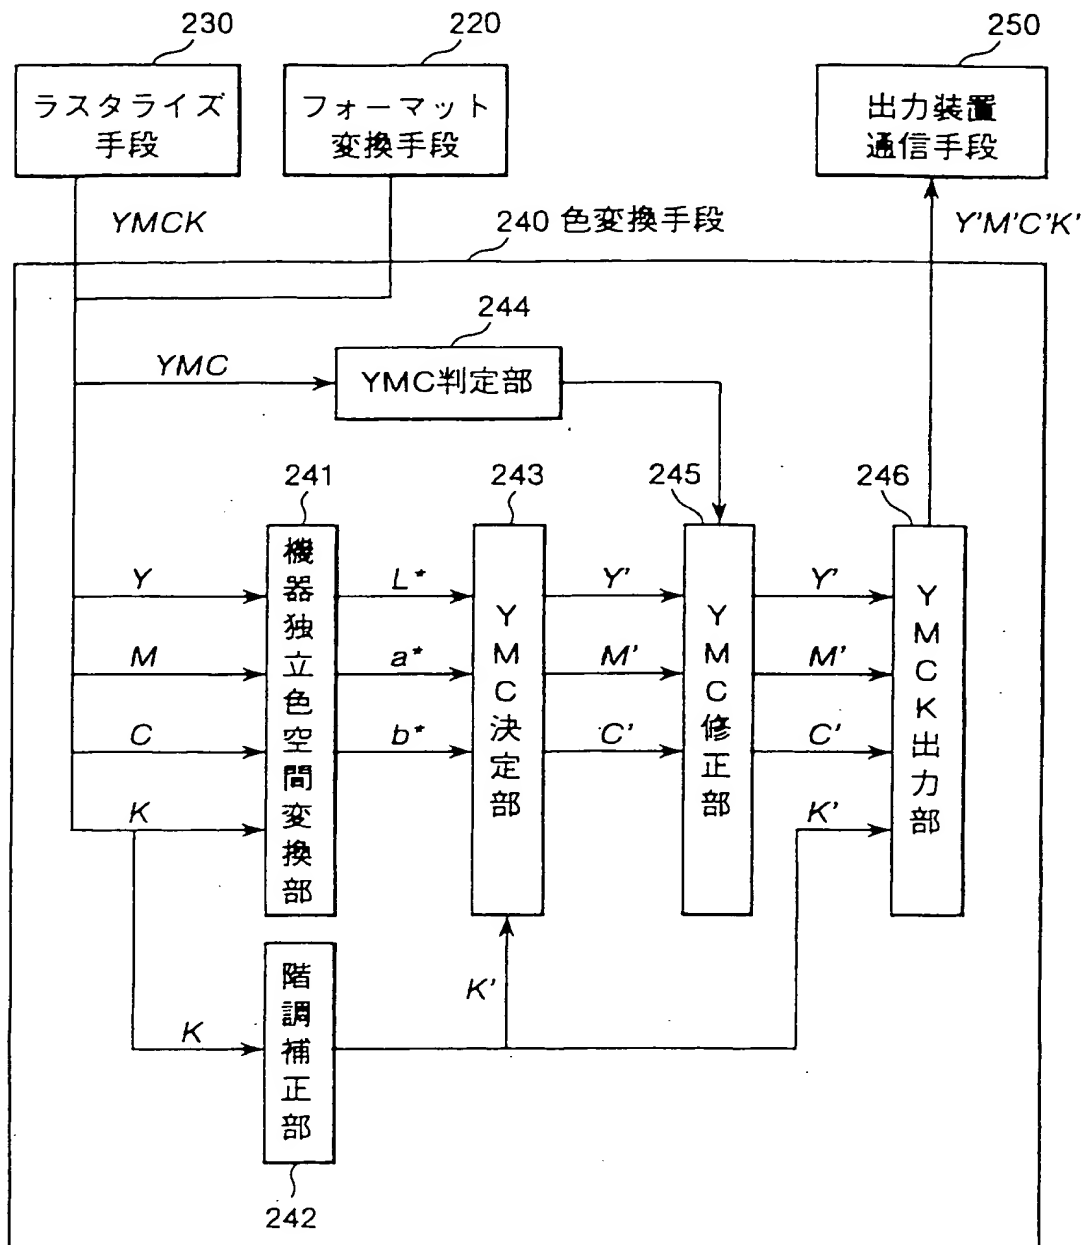 230
220
250
ラスタライズ
手段
フォーマット
変換手段
出力装置
通信手段
YMCK
240 色変換手段
Y'M'C'K'
244
YMC
YMC判定部
241
243
245
246
機器独立色空間変換部
YMC決定部
YMC修正部
YMCK出力部
Y
L*
Y'
Y'
M
a*
M'
M'
C
b*
C'
C'
K
K'
K
階調補正部
K'
242